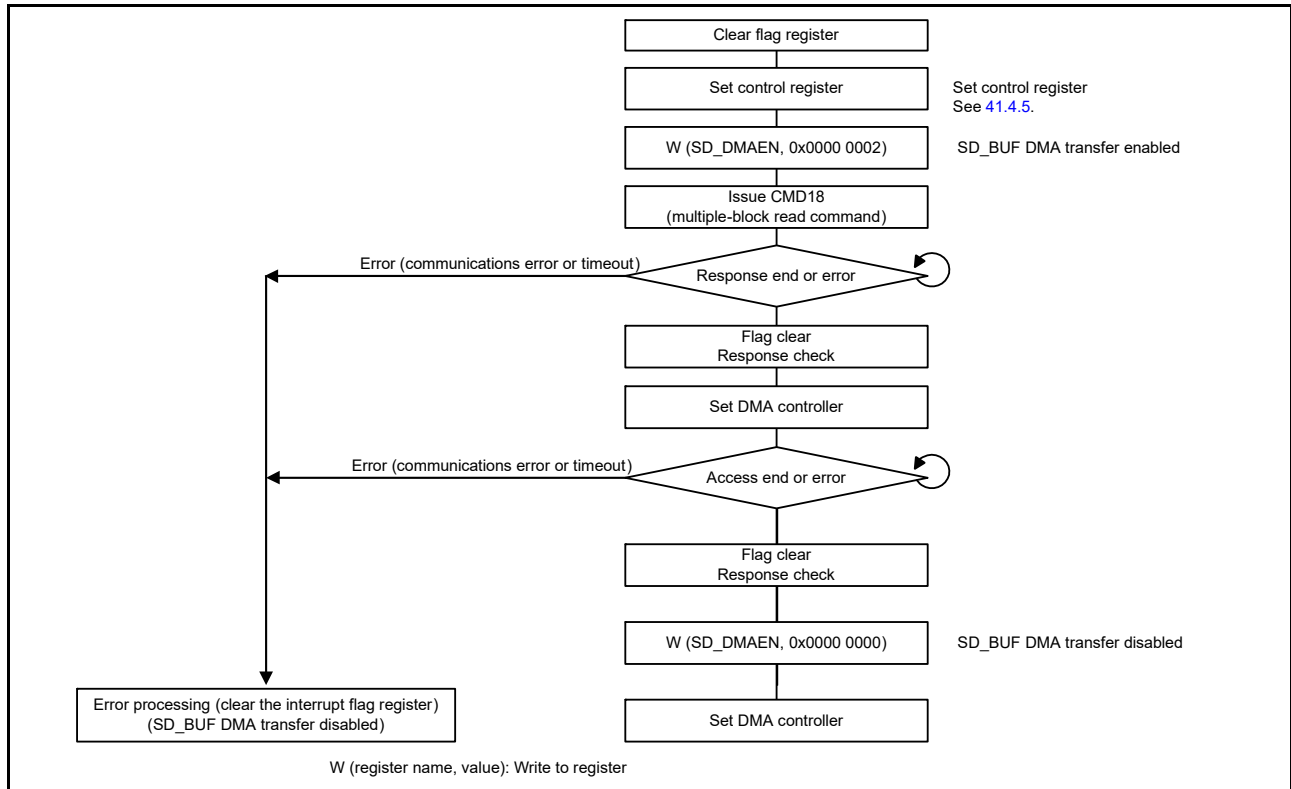 Clear flag register
Set control register
Set control register
See 41.4.5.
W (SD_DMAEN, 0x0000 0002)
SD_BUF DMA transfer enabled
Issue CMD18
(multiple-block read command)
Error (communications error or timeout)
Response end or error
Flag clear
Response check
Set DMA controller
Error (communications error or timeout)
Access end or error
Flag clear
Response check
W (SD_DMAEN, 0x0000 0000)
SD_BUF DMA transfer disabled
Error processing (clear the interrupt flag register)
(SD_BUF DMA transfer disabled)
Set DMA controller
W (register name, value): Write to register